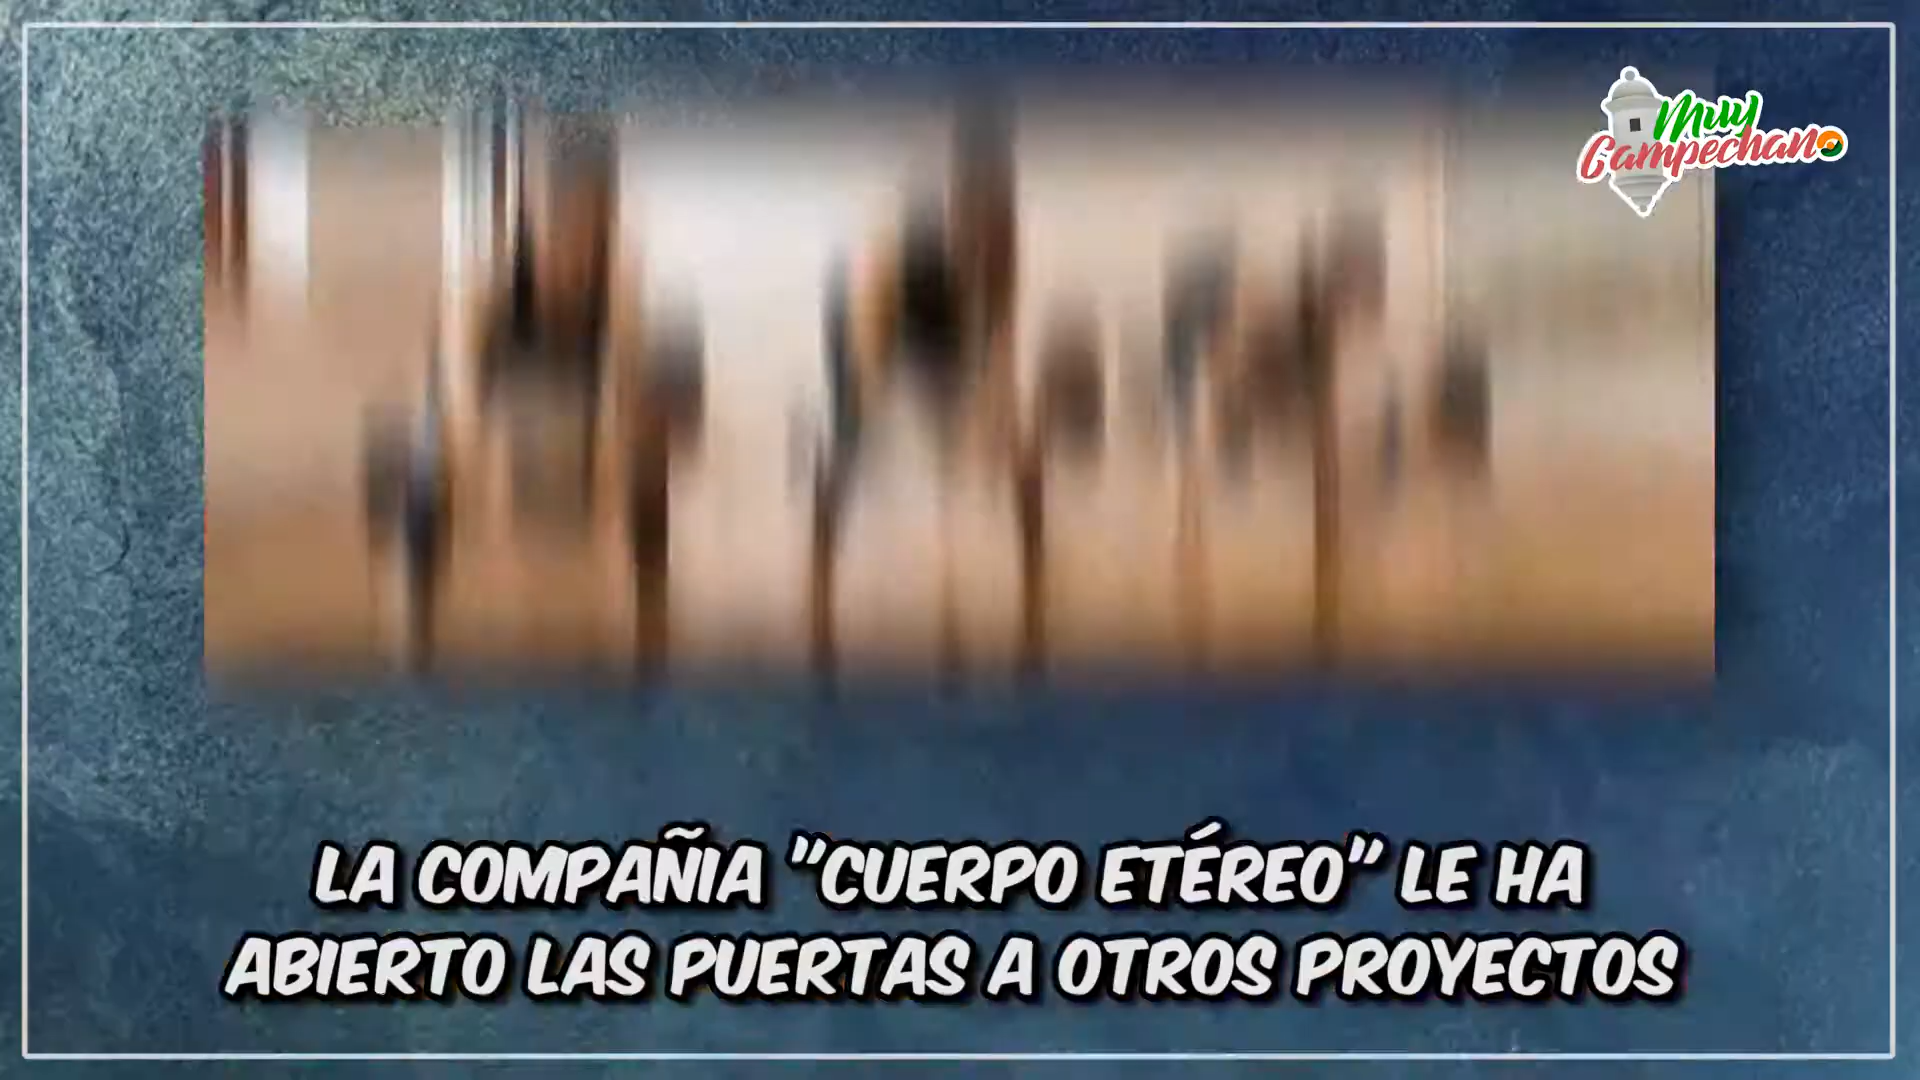 Muy
Campechano
LA COMPAÑIA "CUERPO ETÉREO" LE HA
ABIERTO LAS PUERTAS A OTROS PROYECTOS